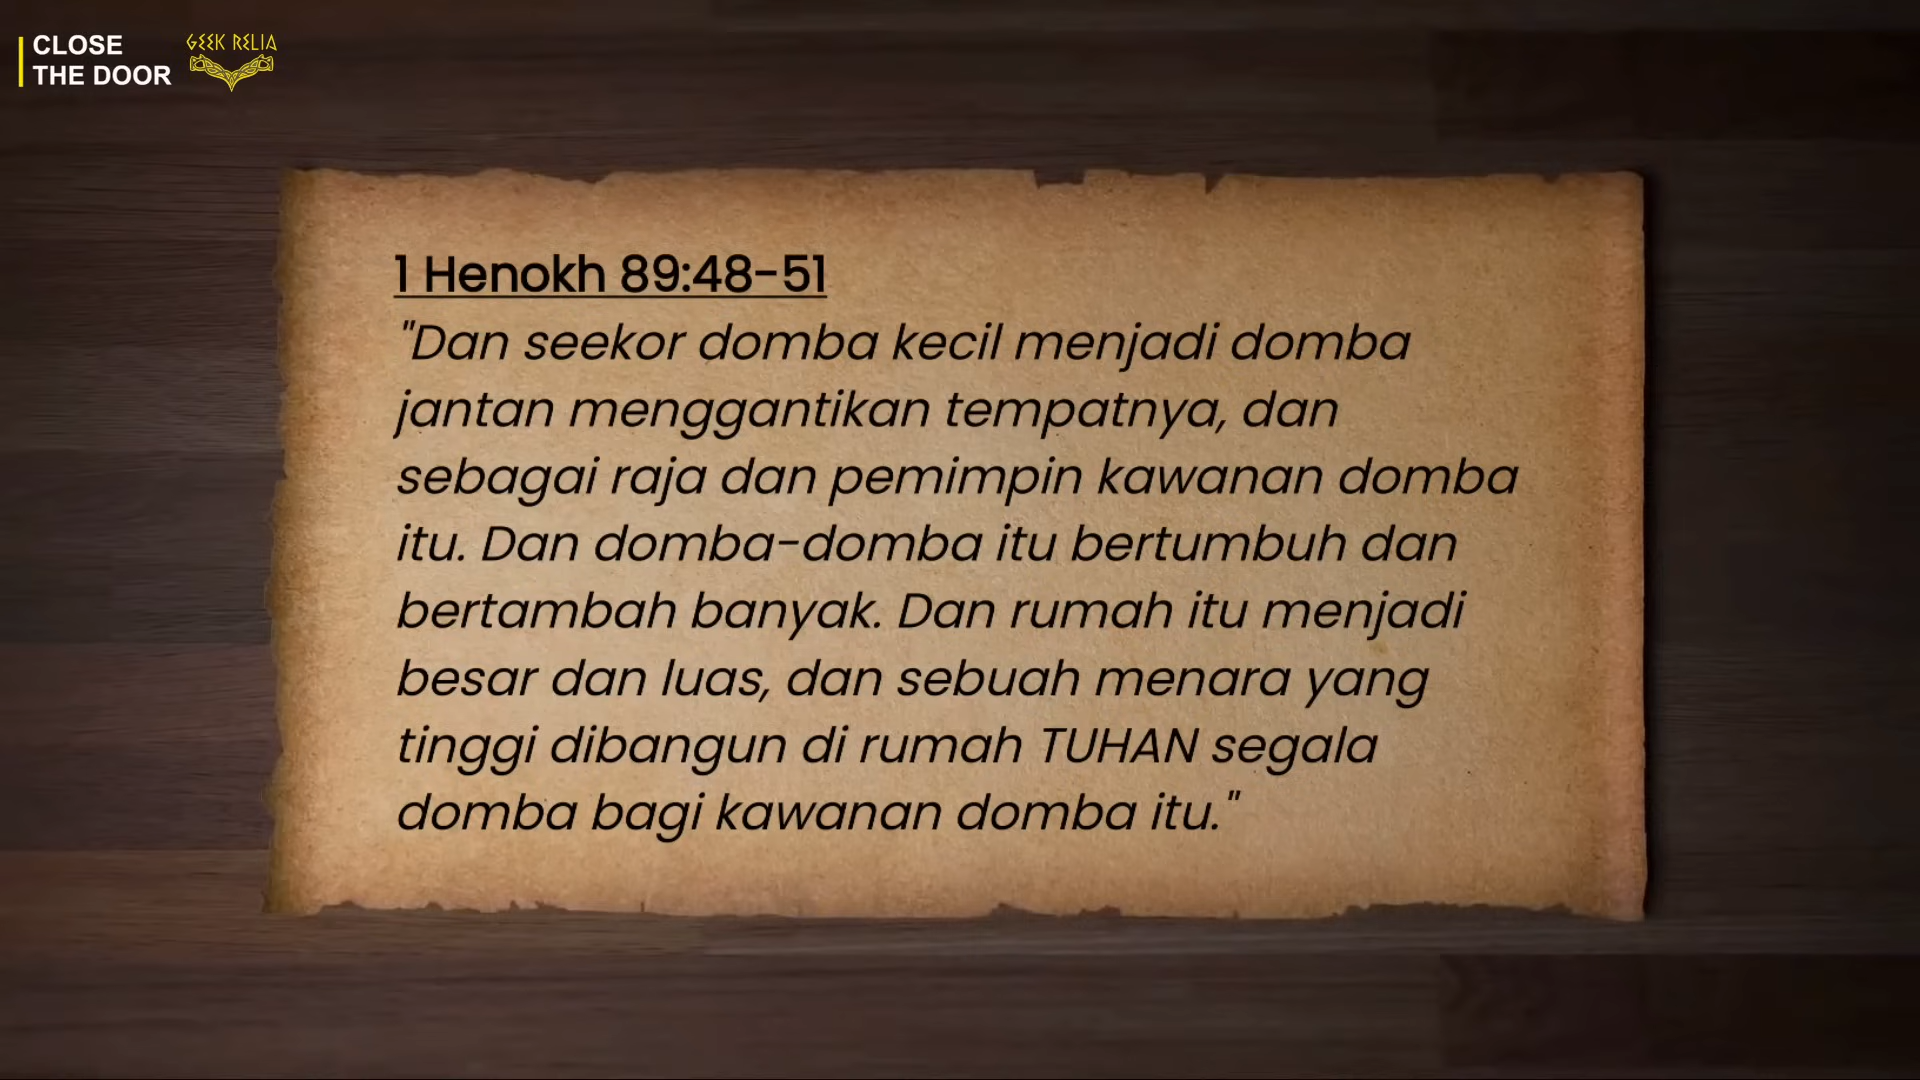 CLOSE
THE DOOR
GEEK RELIA
1 Henokh 89:48-51
"Dan seekor domba kecil menjadi domba
jantan menggantikan tempatnya, dan
sebagai raja dan pemimpin kawanan domba
itu. Dan domba-domba itu bertumbuh dan
bertambah banyak. Dan rumah itu menjadi
besar dan luas, dan sebuah menara yang
tinggi dibangun di rumah TUHAN segala
domba bagi kawanan domba itu."